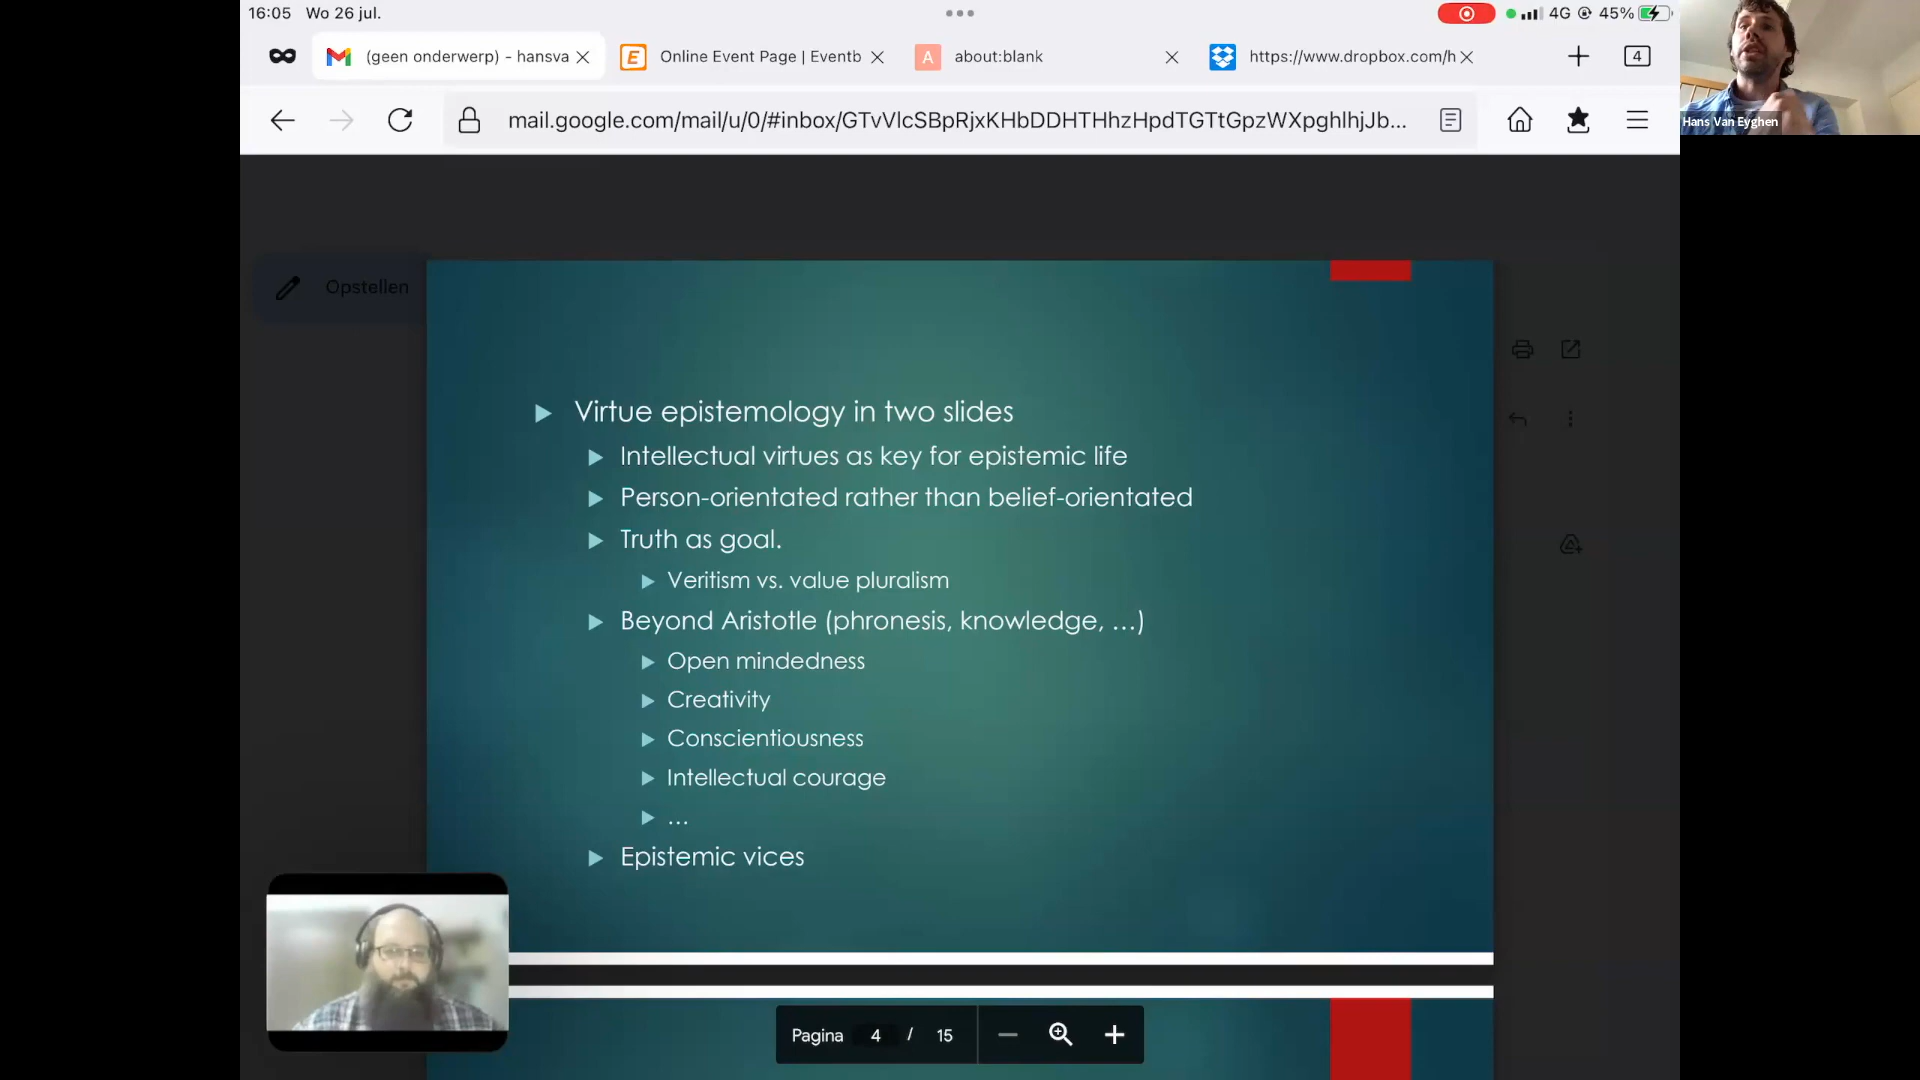 16:05 Wo 26 jul.
4G 45%
(geen onderwerp) - hansva
Online Event Page | Eventb
A about:blank
https://www.dropbox.com/h
4
mail.google.com/mail/u/0/#inbox/GTvVlcSBpRjxKHbDDHTHhzHpdTGTtGpzWXpghlhjJb...
Hans Van Eyghen
Opstellen
Virtue epistemology in two slides
Intellectual virtues as key for epistemic life
Person-orientated rather than belief-orientated
Truth as goal.
Veritism vs. value pluralism
Beyond Aristotle (phronesis, knowledge, …)
Open mindedness
Creativity
Conscientiousness
Intellectual courage
…
Epistemic vices
Pagina 4 / 15